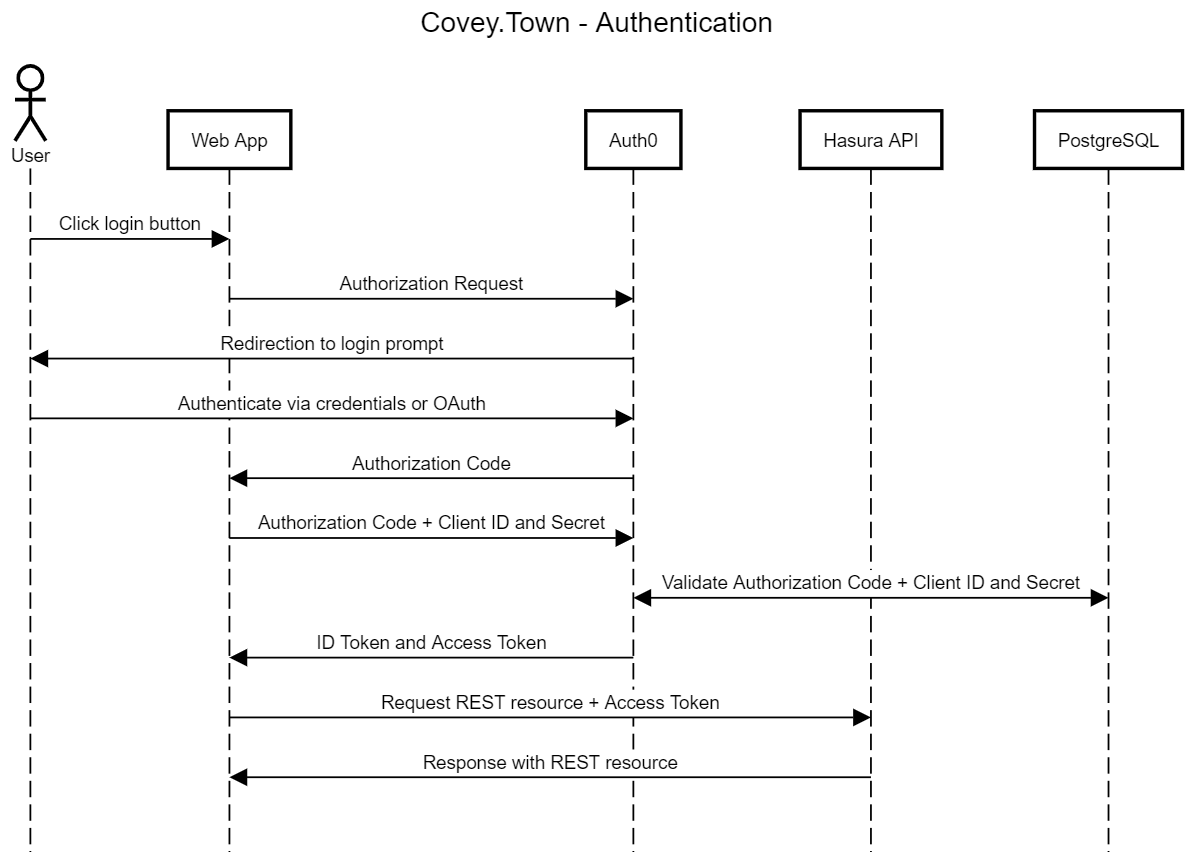 Covey.Town - Authentication
User
Web App
Auth0
Hasura API
PostgreSQL
Click login button
Authorization Request
Redirection to login prompt
Authenticate via credentials or OAuth
Authorization Code
Authorization Code + Client ID and Secret
Validate Authorization Code + Client ID and Secret
ID Token and Access Token
Request REST resource + Access Token
Response with REST resource